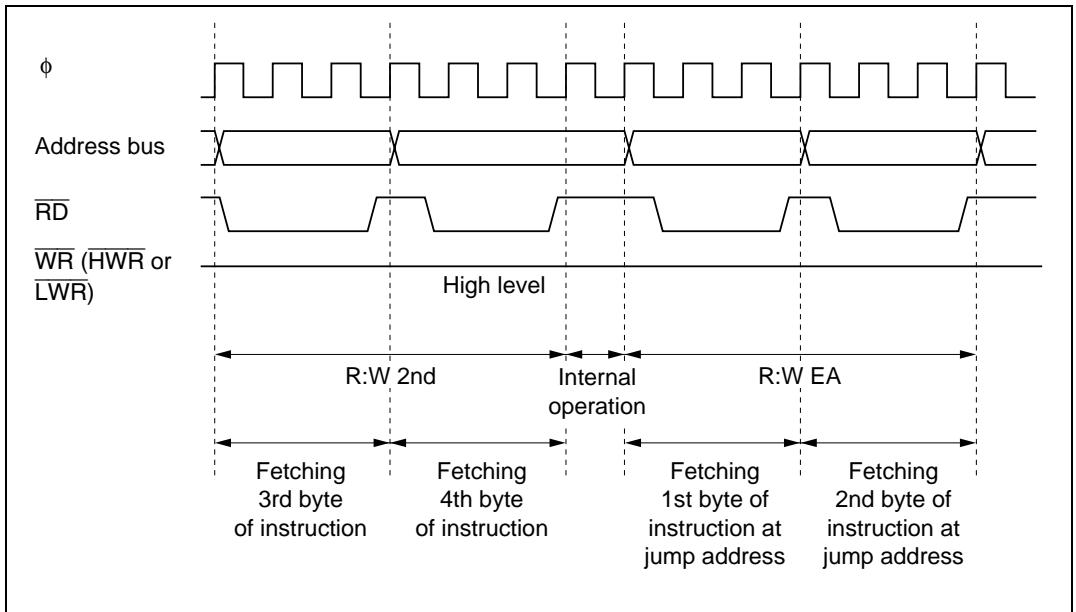 ϕ
Address bus
RD
WR (HWR or
LWR)
High level
R:W 2nd
Internal
operation
R:W EA
Fetching
3rd byte
of instruction
Fetching
4th byte
of instruction
Fetching
1st byte of
instruction at
jump address
Fetching
2nd byte of
instruction at
jump address